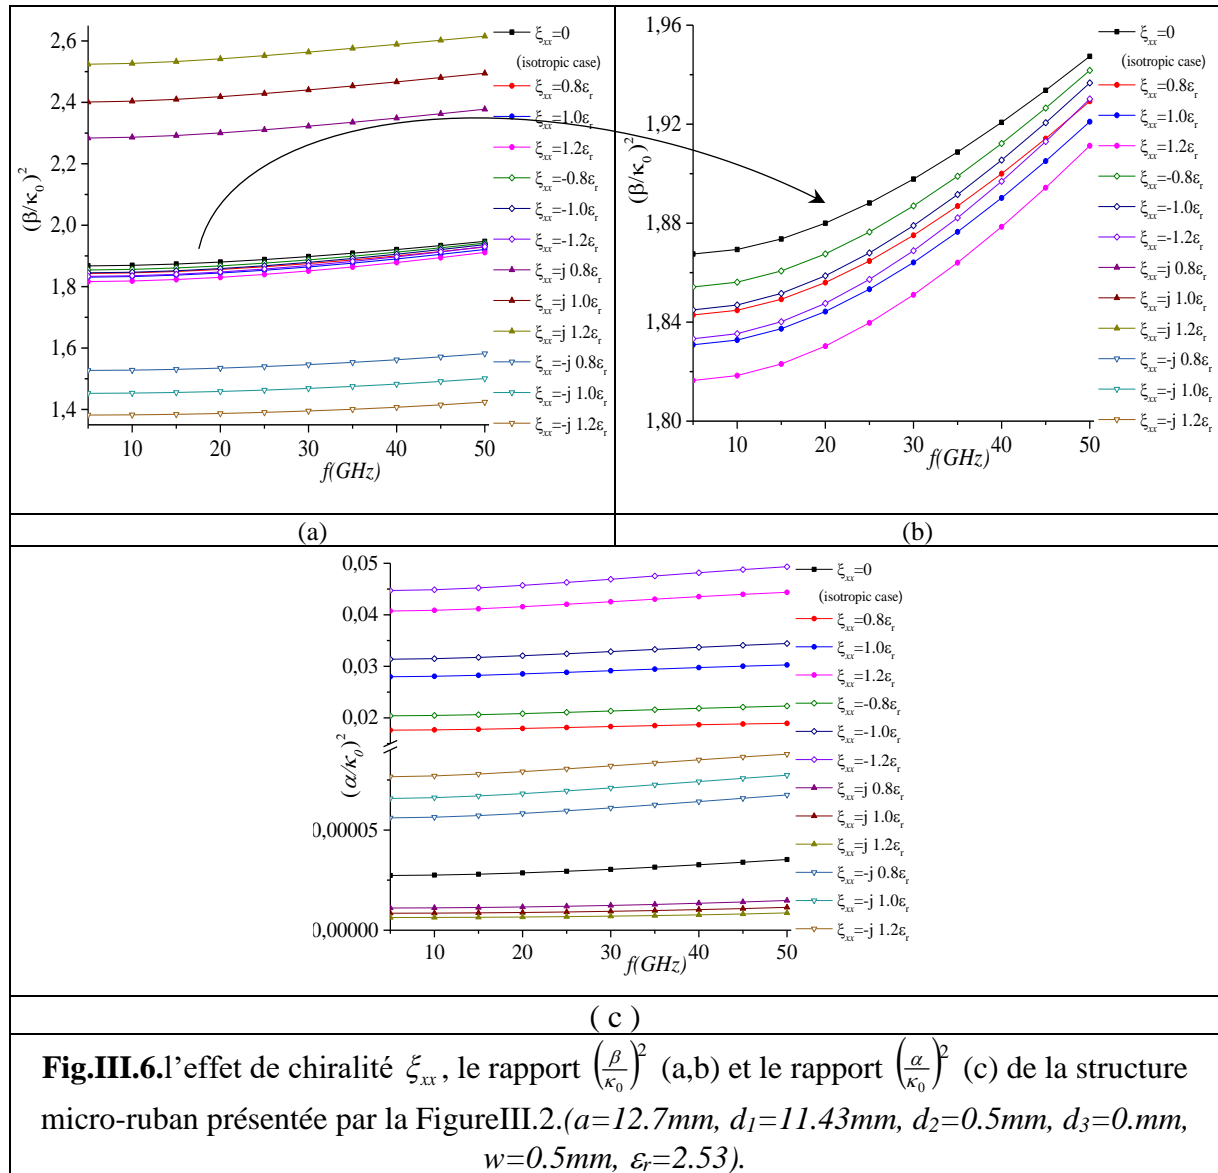 2,6
2,4
2,2
2,0
1,8
1,6
1,4
(β/κ₀)²
10 20 30 40 50
f(GHz)
ξxx=0
(isotropic case)
ξxx=0.8εr
ξxx=1.0εr
ξxx=1.2εr
ξxx=-0.8εr
ξxx=-1.0εr
ξxx=-1.2εr
ξxx=j 0.8εr
ξxx=j 1.0εr
ξxx=j 1.2εr
ξxx=-j 0.8εr
ξxx=-j 1.0εr
ξxx=-j 1.2εr
(a)
1,96
1,92
1,88
1,84
1,80
(β/κ₀)²
10 20 30 40 50
f(GHz)
ξxx=0
(isotropic case)
ξxx=0.8εr
ξxx=1.0εr
ξxx=1.2εr
ξxx=-0.8εr
ξxx=-1.0εr
ξxx=-1.2εr
ξxx=j 0.8εr
ξxx=j 1.0εr
ξxx=j 1.2εr
ξxx=-j 0.8εr
ξxx=-j 1.0εr
ξxx=-j 1.2εr
(b)
0,05
0,04
0,03
0,02
0,00005
0,00000
(α/κ₀)²
10 20 30 40 50
f(GHz)
ξxx=0
(isotropic case)
ξxx=0.8εr
ξxx=1.0εr
ξxx=1.2εr
ξxx=-0.8εr
ξxx=-1.0εr
ξxx=-1.2εr
ξxx=j 0.8εr
ξxx=j 1.0εr
ξxx=j 1.2εr
ξxx=-j 0.8εr
ξxx=-j 1.0εr
ξxx=-j 1.2εr
( c )
Fig.III.6.l'effet de chiralité ξxx, le rapport (β/κ₀)² (a,b) et le rapport (α/κ₀)² (c) de la structure
micro-ruban présentée par la FigureIII.2.(a=12.7mm, d₁=11.43mm, d₂=0.5mm, d₃=0.mm,
w=0.5mm, εr=2.53).